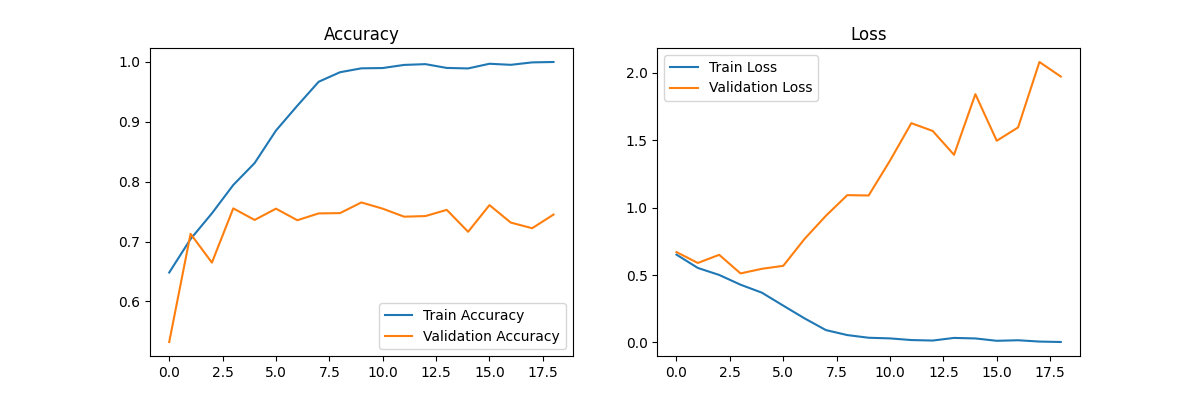 Accuracy
1.0
0.9
0.8
0.7
0.6
Train Accuracy
Validation Accuracy
0.0 2.5 5.0 7.5 10.0 12.5 15.0 17.5
Loss
Train Loss
Validation Loss
2.0
1.5
1.0
0.5
0.0
0.0 2.5 5.0 7.5 10.0 12.5 15.0 17.5